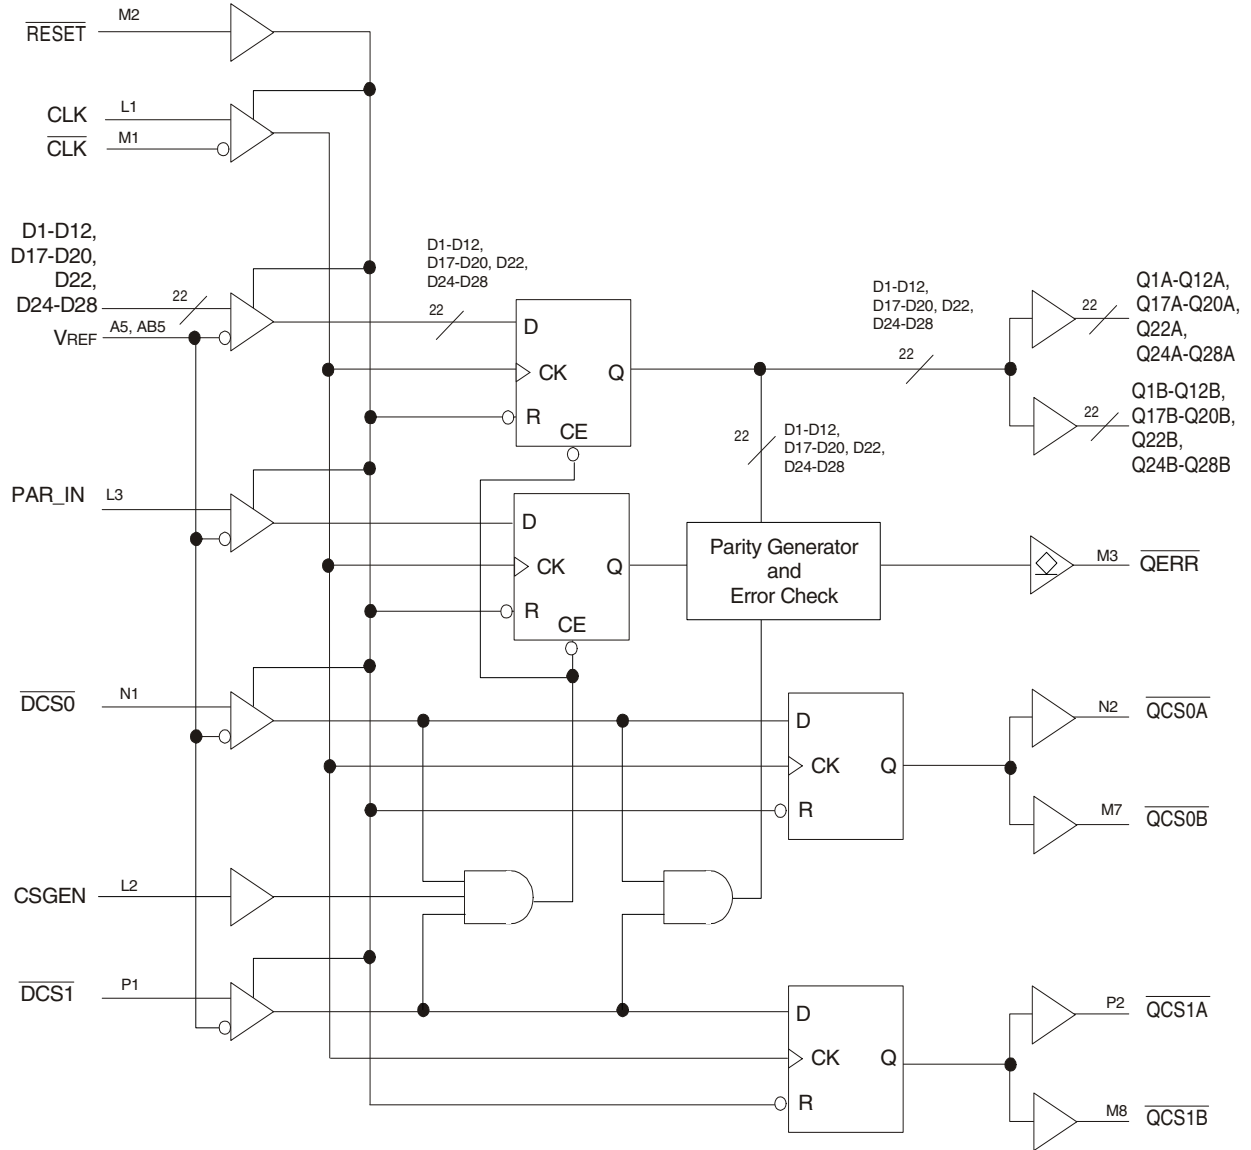 RESET
M2
CLK
L1
CLK
M1
D1-D12,
D17-D20,
D22,
D24-D28
22
VREF
A5, AB5
D1-D12,
D17-D20, D22,
D24-D28
22
D
CK
Q
R
CE
D1-D12,
D17-D20, D22,
D24-D28
22
Q1A-Q12A,
Q17A-Q20A,
Q22A,
Q24A-Q28A
22
Q1B-Q12B,
Q17B-Q20B,
Q22B,
Q24B-Q28B
22
22
D1-D12,
D17-D20, D22,
D24-D28
PAR_IN
L3
D
CK
Q
R
CE
Parity Generator
and
Error Check
M3
QERR
DCS0
N1
D
CK
Q
R
N2
QCS0A
M7
QCS0B
CSGEN
L2
DCS1
P1
D
CK
Q
R
P2
QCS1A
M8
QCS1B